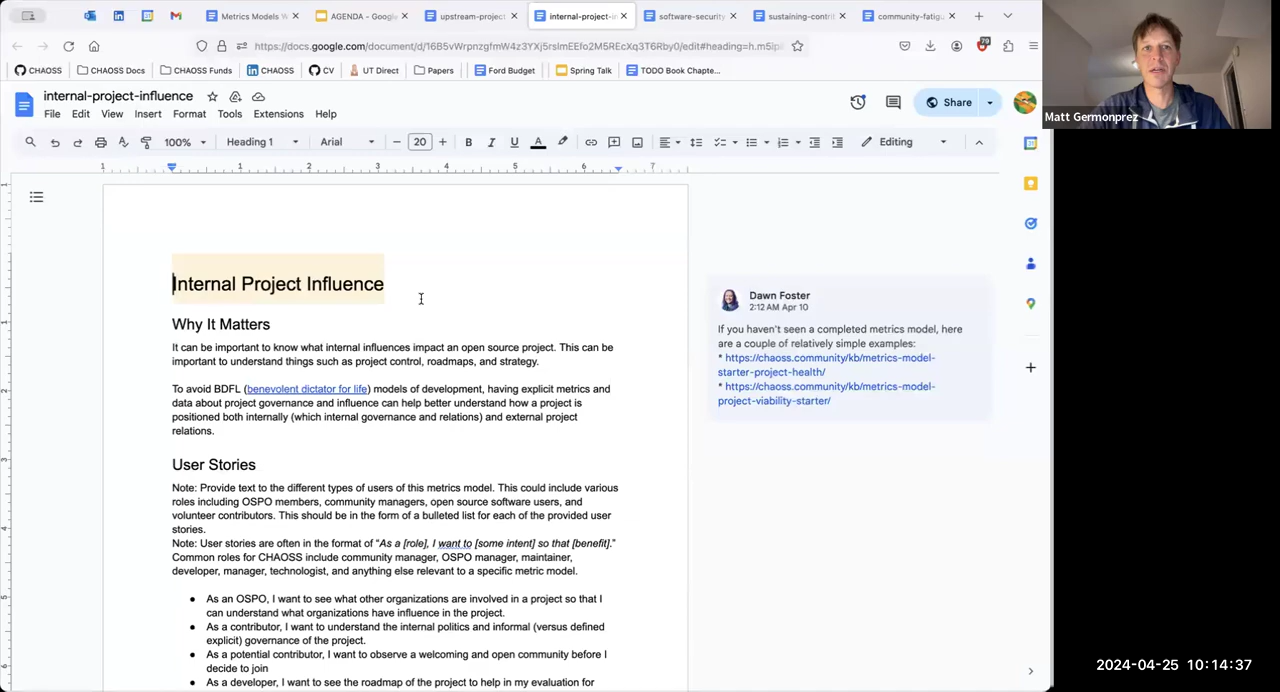 Metrics Models W
AGENDA - Google
upstream-project
internal-project-i
software-security
sustaining-contri
community-fatigu
https://docs.google.com/document/d/16B5vWrpnzgfmW4z3YXj5rslmEEfo2M5REcXq3T6Rby0/edit#heading=h.m5ip
79
CHAOSS
CHAOSS Docs
CHAOSS Funds
CHAOSS
CV
UT Direct
Papers
Ford Budget
Spring Talk
TODO Book Chapte...
internal-project-influence
File Edit View Insert Format Tools Extensions Help
Share
100% Heading 1 Arial 20 Editing
1 1 2 3 4 5 6 7
Internal Project Influence
Why It Matters
It can be important to know what internal influences impact an open source project. This can be
important to understand things such as project control, roadmaps, and strategy.
To avoid BDFL (benevolent dictator for life) models of development, having explicit metrics and
data about project governance and influence can help better understand how a project is
positioned both internally (which internal governance and relations) and external project
relations.
User Stories
Note: Provide text to the different types of users of this metrics model. This could include various
roles including OSPO members, community managers, open source software users, and
volunteer contributors. This should be in the form of a bulleted list for each of the provided user
stories.
Note: User stories are often in the format of “As a [role], I want to [some intent] so that [benefit].”
Common roles for CHAOSS include community manager, OSPO manager, maintainer,
developer, manager, technologist, and anything else relevant to a specific metric model.
● As an OSPO, I want to see what other organizations are involved in a project so that I
can understand what organizations have influence in the project.
● As a contributor, I want to understand the internal politics and informal (versus defined
explicit) governance of the project.
● As a potential contributor, I want to observe a welcoming and open community before I
decide to join
● As a developer, I want to see the roadmap of the project to help in my evaluation for
Dawn Foster
2:12 AM Apr 10
If you haven't seen a completed metrics model, here
are a couple of relatively simple examples:
* https://chaoss.community/kb/metrics-model-
starter-project-health/
* https://chaoss.community/kb/metrics-model-
project-viability-starter/
Matt Germonprez
2024-04-25 10:14:37